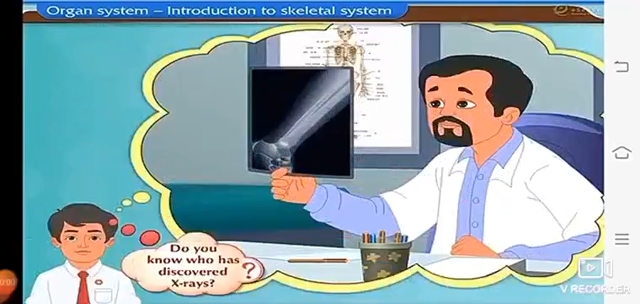 Organ system – Introduction to skeletal system
Do you
know who has
discovered
X-rays?
?
V RECORDER